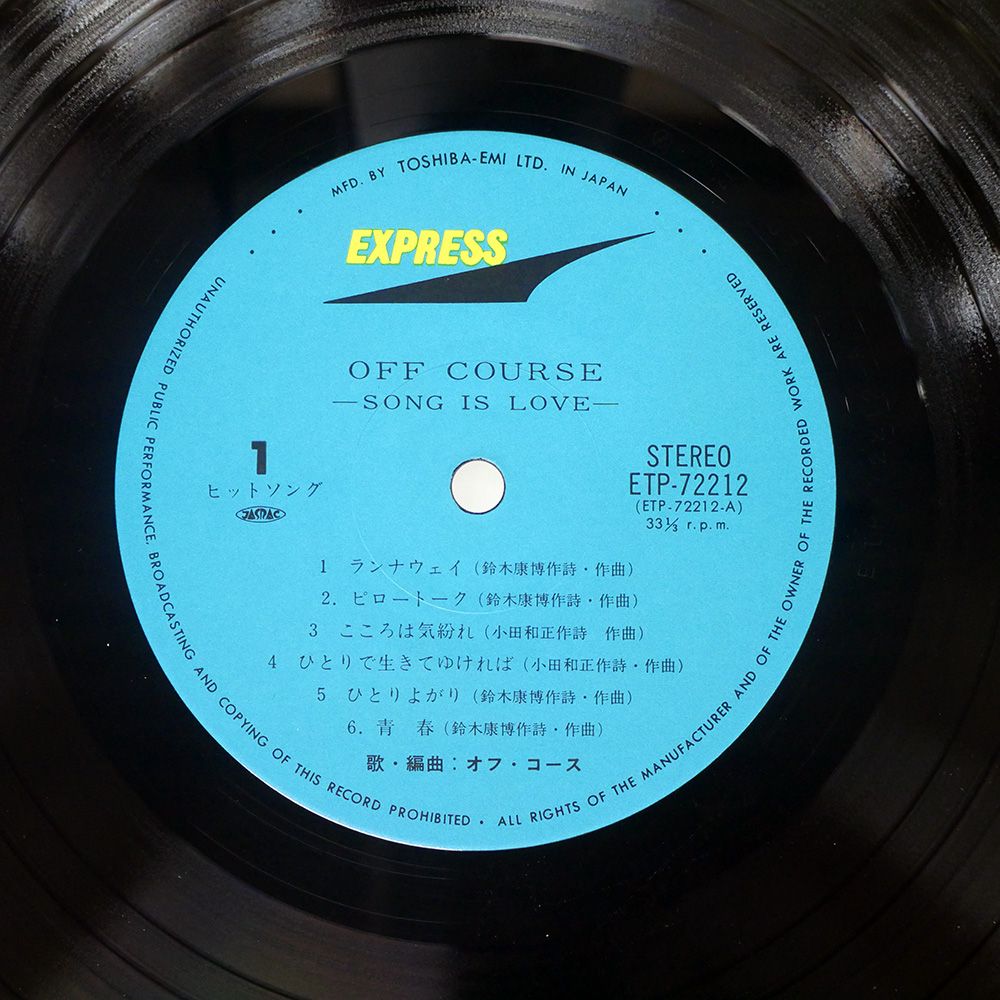 MFD. BY TOSHIBA-EMI LTD. IN JAPAN
EXPRESS
OFF COURSE
—SONG IS LOVE—
1
ヒットソング
JASRAC
STEREO
ETP-72212
(ETP-72212-A)
33⅓ r.p.m.
1 ランナウェイ(鈴木康博作詩・作曲)
2. ピロートーク(鈴木康博作詩・作曲)
3 こころは気紛れ(小田和正作詩 作曲)
4 ひとりで生きてゆければ(小田和正作詩・作曲)
5 ひとりよがり(鈴木康博作詩・作曲)
6. 青 春(鈴木康博作詩・作曲)
歌・編曲:オフ・コース
UNAUTHORIZED PUBLIC PERFORMANCE, BROADCASTING AND COPYING OF THIS RECORD PROHIBITED • ALL RIGHTS OF THE MANUFACTURER AND OF THE OWNER OF THE RECORDED WORK ARE RESERVED